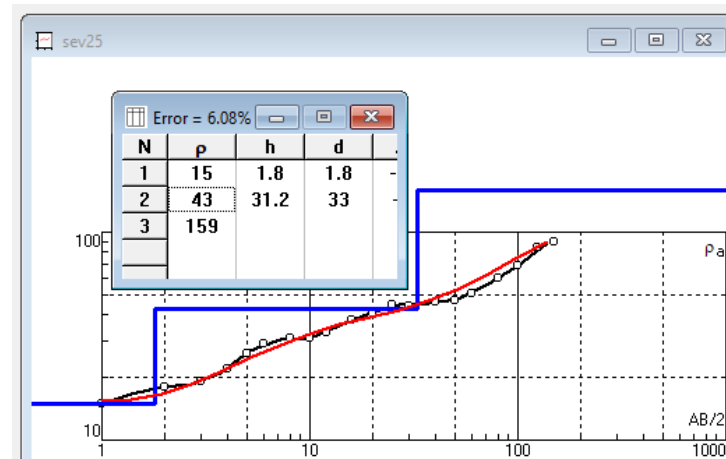 sev25
Error = 6.08%
N ρ h d
1 15 1.8 1.8
2 43 31.2 33
3 159
100
ρa
10
AB/2
1 10 100 1000